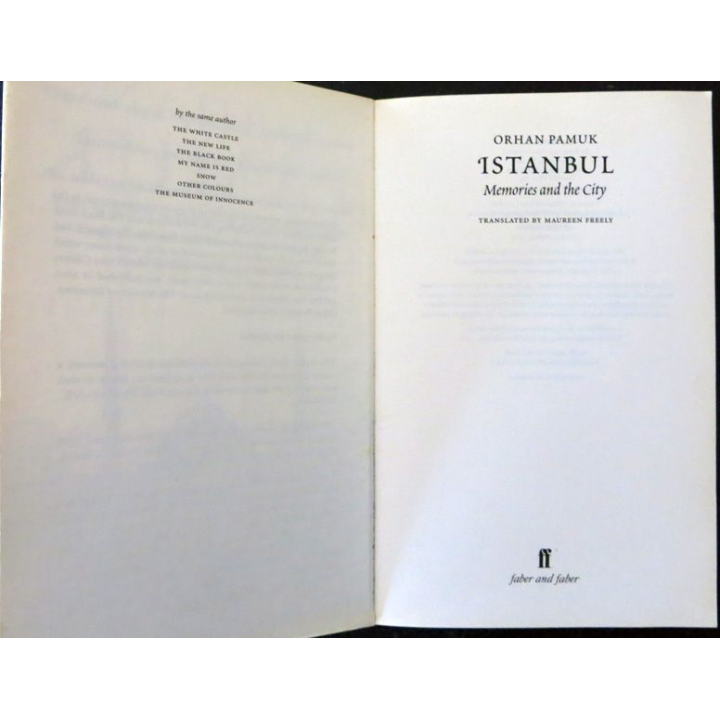 by the same author
THE WHITE CASTLE
THE NEW LIFE
THE BLACK BOOK
MY NAME IS RED
SNOW
OTHER COLOURS
THE MUSEUM OF INNOCENCE
ORHAN PAMUK
ISTANBUL
Memories and the City
TRANSLATED BY MAUREEN FREELY
ff
faber and faber